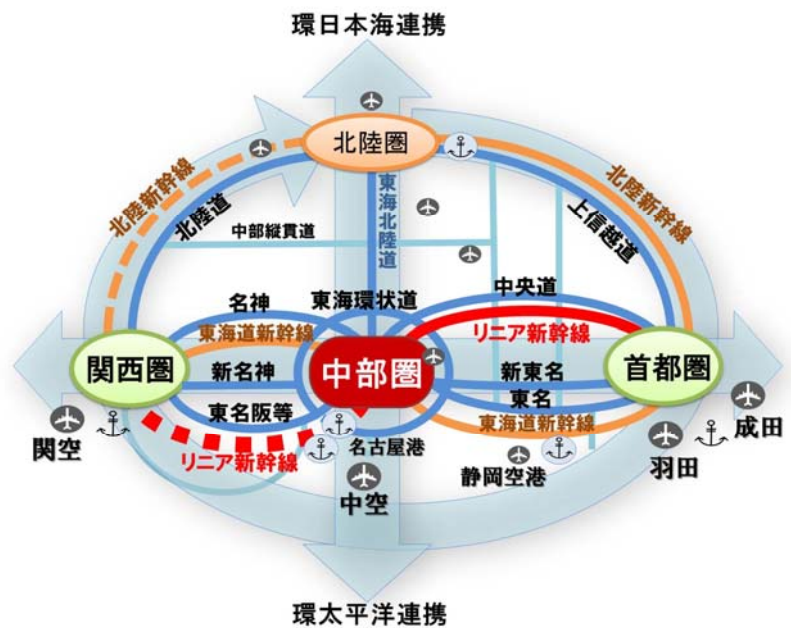 環日本海連携
北陸圏
北陸新幹線
北陸道
東海北陸道
上信越道
北陸新幹線
中部縦貫道
名神
東海環状道
中央道
東海道新幹線
リニア新幹線
関西圏
新名神
中部圏
新東名
首都圏
東名阪等
東名
東海道新幹線
リニア新幹線
名古屋港
関空
中空
静岡空港
羽田
成田
環太平洋連携